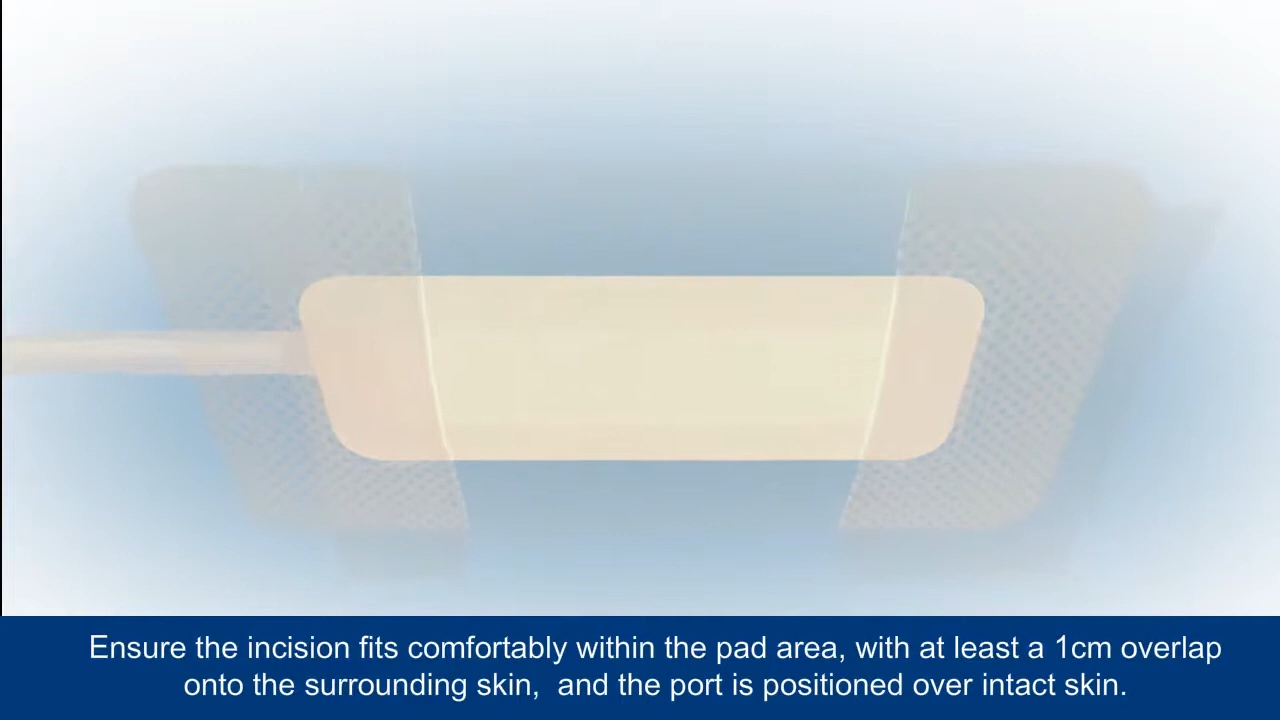 Ensure the incision fits comfortably within the pad area, with at least a 1cm overlap
onto the surrounding skin,  and the port is positioned over intact skin.